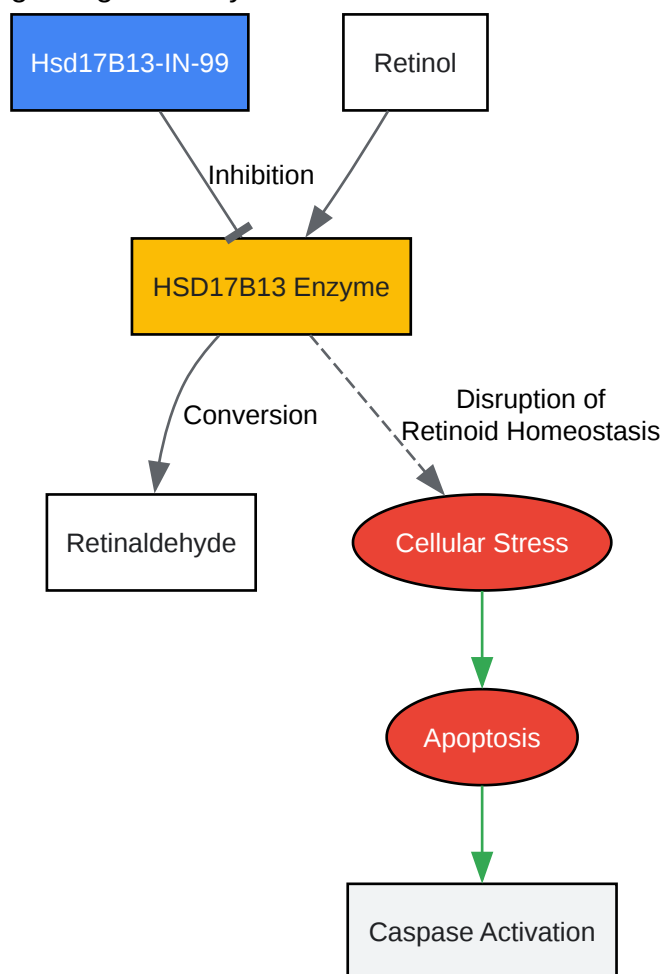 Hsd17B13-IN-99
Retinol
Inhibition
HSD17B13 Enzyme
Conversion
Disruption of
Retinoid Homeostasis
Retinaldehyde
Cellular Stress
Apoptosis
Caspase Activation